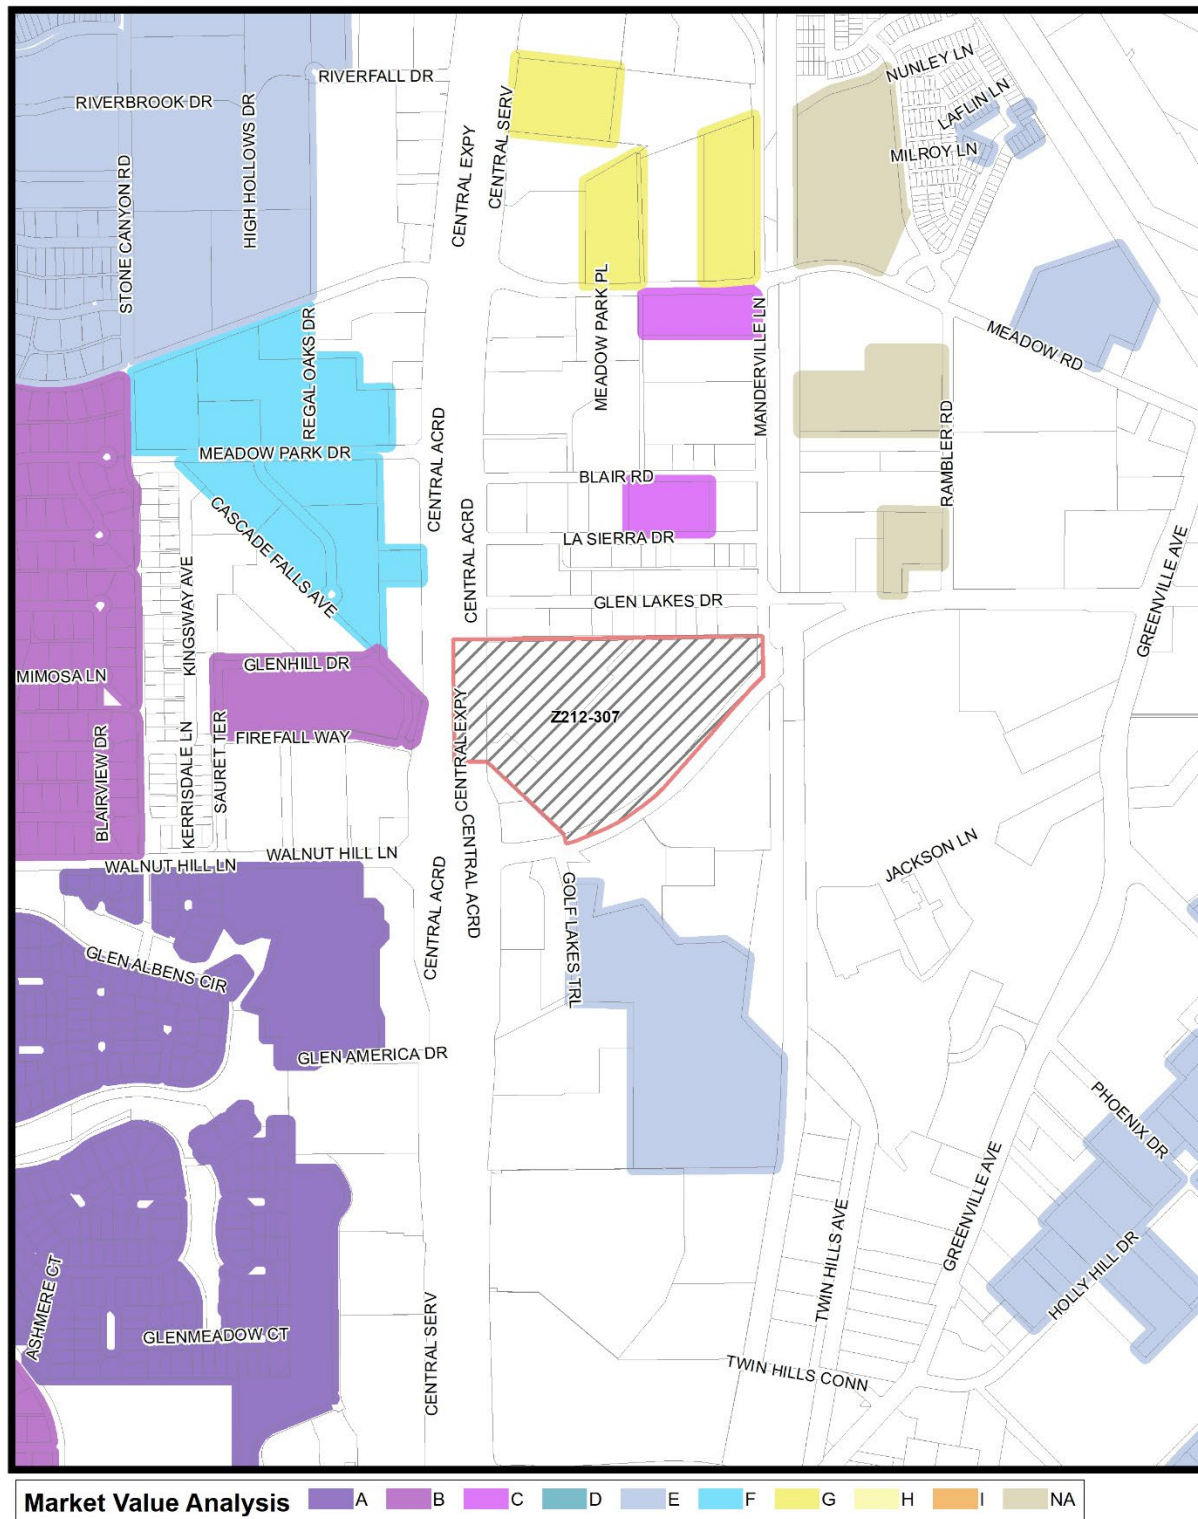 NUNLEY LN
RIVERFALL DR
RIVERBROOK DR
LAFLIN LN
CENTRAL SERV
MILROY LN
HIGH HOLLOWS DR
CENTRAL EXPY
STONE CANYON RD
MEADOW PARK PL
MANDERVILLE LN
MEADOW RD
REGAL OAKS DR
RAMBLER RD
MEADOW PARK DR
CENTRAL ACRD
BLAIR RD
CASCADE FALLS AVE
CENTRAL ACRD
LA SIERRA DR
GREENVILLE AVE
KINGSWAY AVE
GLEN LAKES DR
GLENHILL DR
MIMOSA LN
Z212-307
CENTRAL EXPY
FIREFALL WAY
SAURET TIER
KERRISDALE LN
BLAIRVIEW DR
CENTRAL ACRD
WALNUT HILL LN
WALNUT HILL LN
JACKSON LN
CENTRAL ACRD
GOLF LAKES TRL
GLEN ALBENS CIR
GLEN AMERICA DR
PHOENIX DR
GREENVILLE AVE
TWIN HILLS AVE
HOLLY HILL DR
ASHMERE CT
GLENMEADOW CT
CENTRAL SERV
TWIN HILLS CONN
Market Value Analysis A B C D E F G H I NA